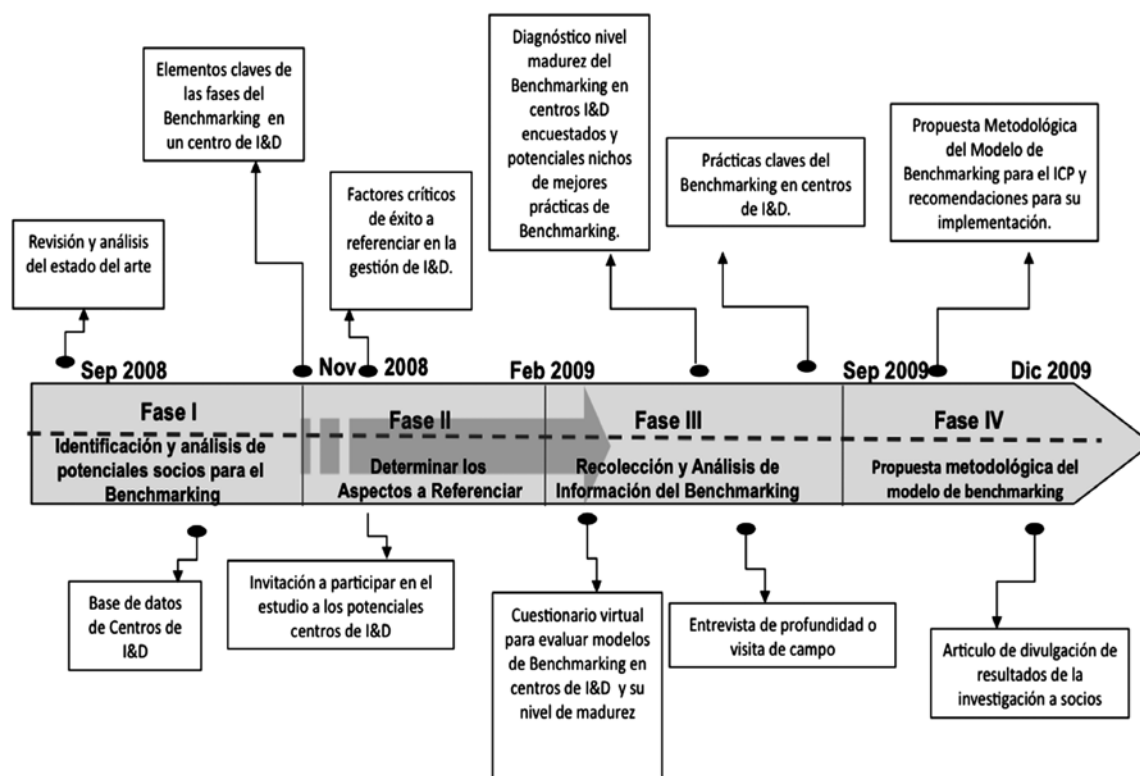 Elementos claves de
las fases del
Benchmarking en
un centro de I&D
Diagnóstico nivel
madurez del
Benchmarking en
centros I&D
encuestados y
potenciales nichos
de mejores
prácticas de
Benchmarking.
Factores críticos
de éxito a
referenciar en la
gestión de I&D.
Prácticas claves del
Benchmarking en centros
de I&D.
Propuesta Metodológica
del Modelo de
Benchmarking para el ICP y
recomendaciones para su
implementación.
Revisión y análisis
del estado del arte
Sep 2008
Nov 2008
Feb 2009
Sep 2009
Dic 2009
Fase I
Identificación y análisis de
potenciales socios para el
Benchmarking
Fase II
Determinar los
Aspectos a Referenciar
Fase III
Recolección y Análisis de
Información del Benchmarking
Fase IV
Propuesta metodológica del
modelo de benchmarking
Base de datos
de Centros de
I&D
Invitación a participar en el
estudio a los potenciales
centros de I&D
Cuestionario virtual
para evaluar modelos
de Benchmarking en
centros de I&D y su
nivel de madurez
Entrevista de profundidad o
visita de campo
Articulo de divulgación de
resultados de la
investigación a socios